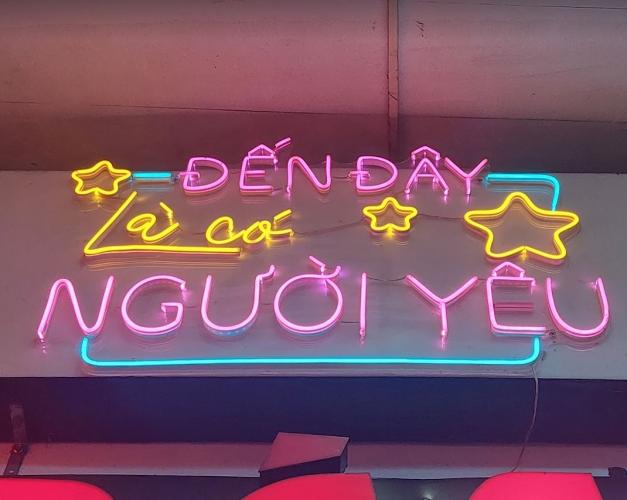 ĐẾN ĐÂY
Là có
NGƯỜI YÊU